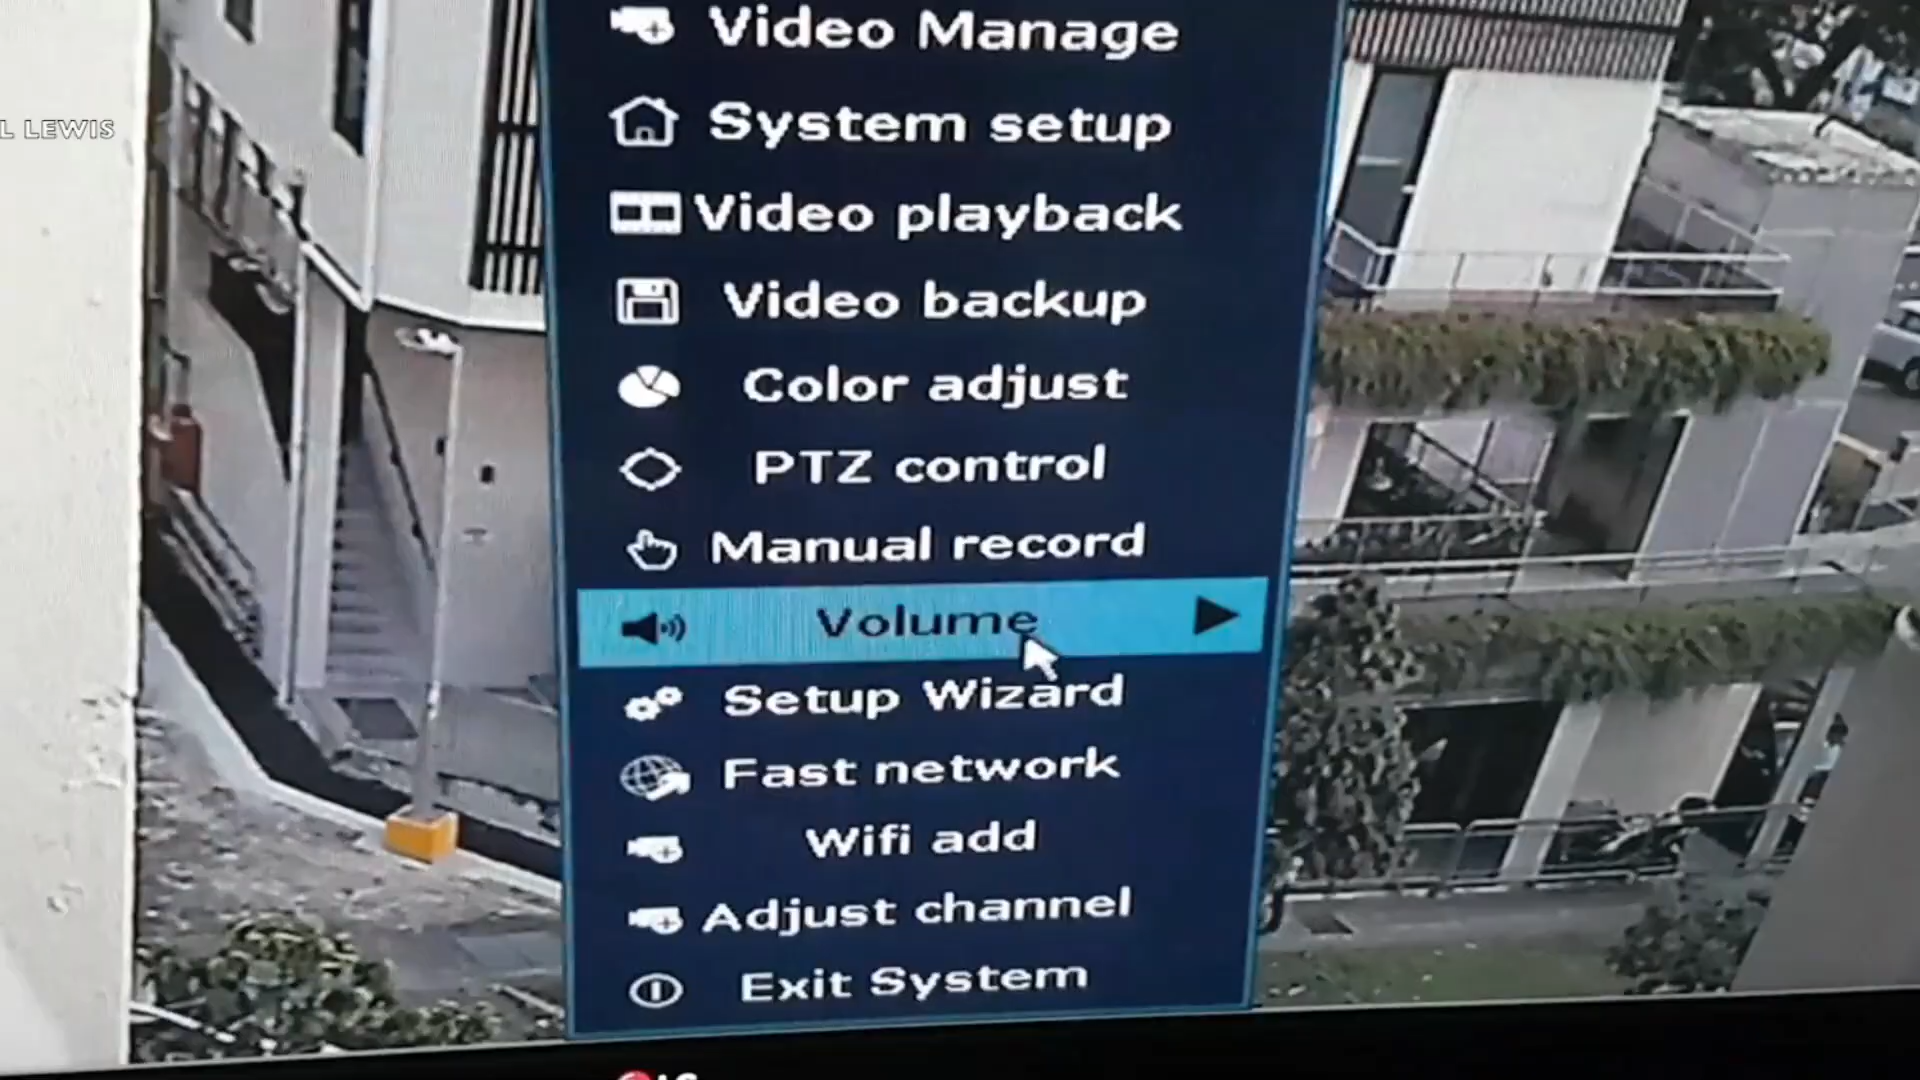 Video Manage
L LEWIS
System setup
Video playback
Video backup
Color adjust
PTZ control
Manual record
Volume
Setup Wizard
Fast network
Wifi add
Adjust channel
Exit System